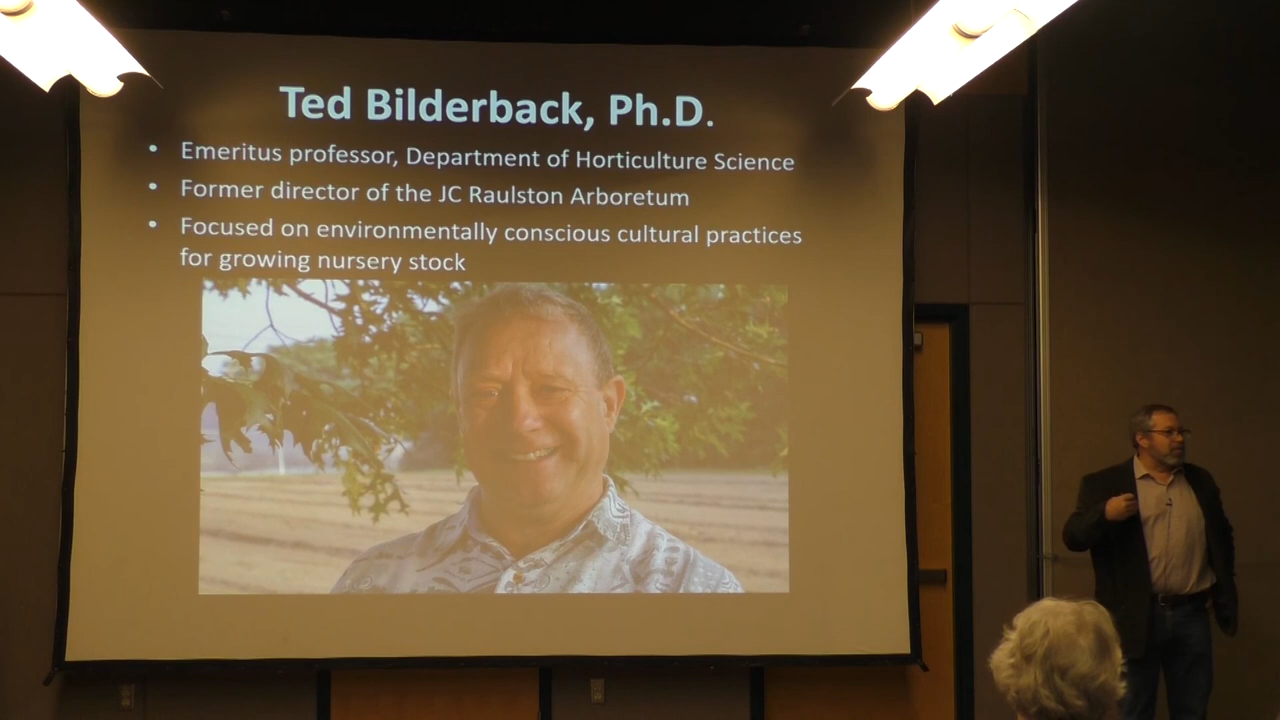 Ted Bilderback, Ph.D.
• Emeritus professor, Department of Horticulture Science
• Former director of the JC Raulston Arboretum
• Focused on environmentally conscious cultural practices
for growing nursery stock